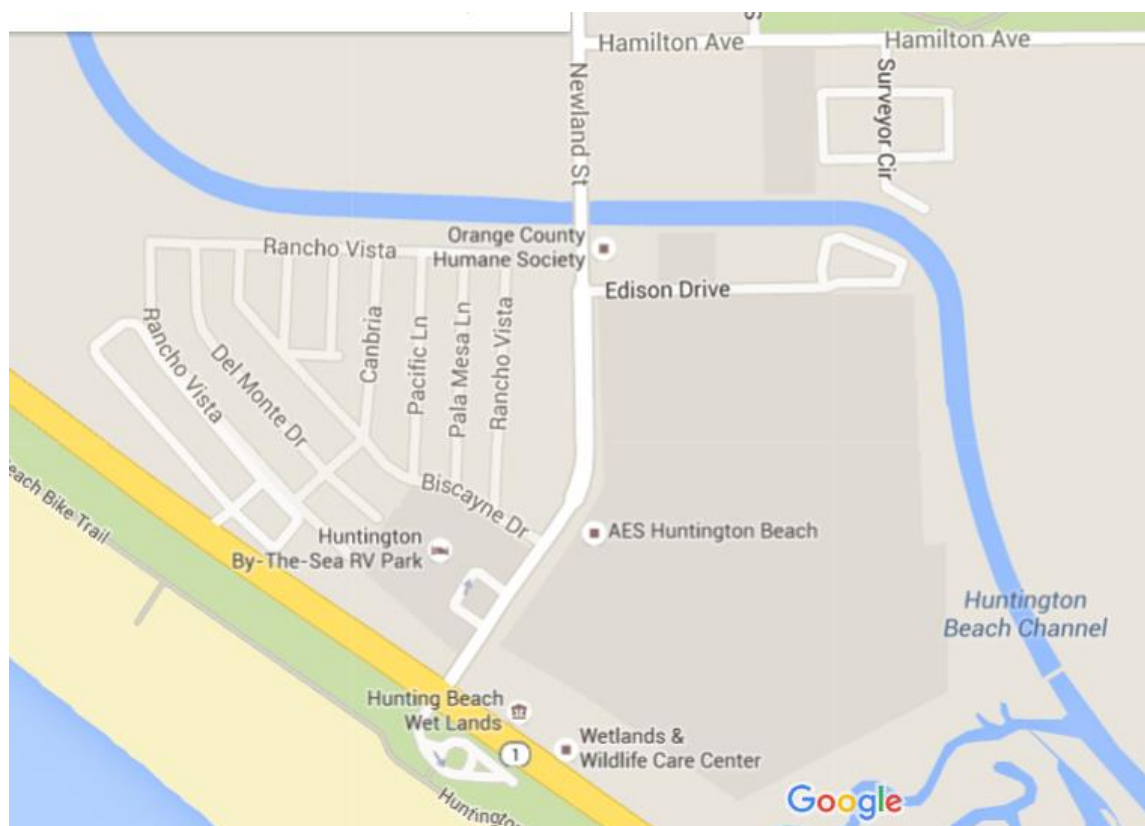 Hamilton Ave
Hamilton Ave
Newland St
Surveyor Cir
Orange County
Humane Society
Edison Drive
Rancho Vista
Rancho Vista
Del Monte Dr
Canbria
Pacific Ln
Pala Mesa Ln
Rancho Vista
Biscayne Dr
each Bike Trail
Huntington
By-The-Sea RV Park
AES Huntington Beach
Huntington
Beach Channel
Hunting Beach
Wet Lands
1
Wetlands &
Wildlife Care Center
Huntington
Google